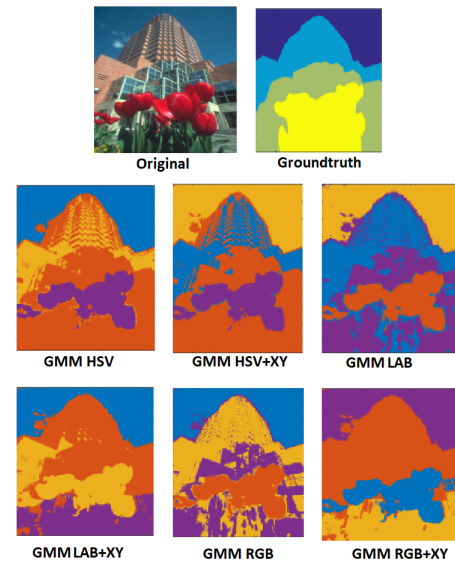 Original
Groundtruth
GMM HSV
GMM HSV+XY
GMM LAB
GMM LAB+XY
GMM RGB
GMM RGB+XY